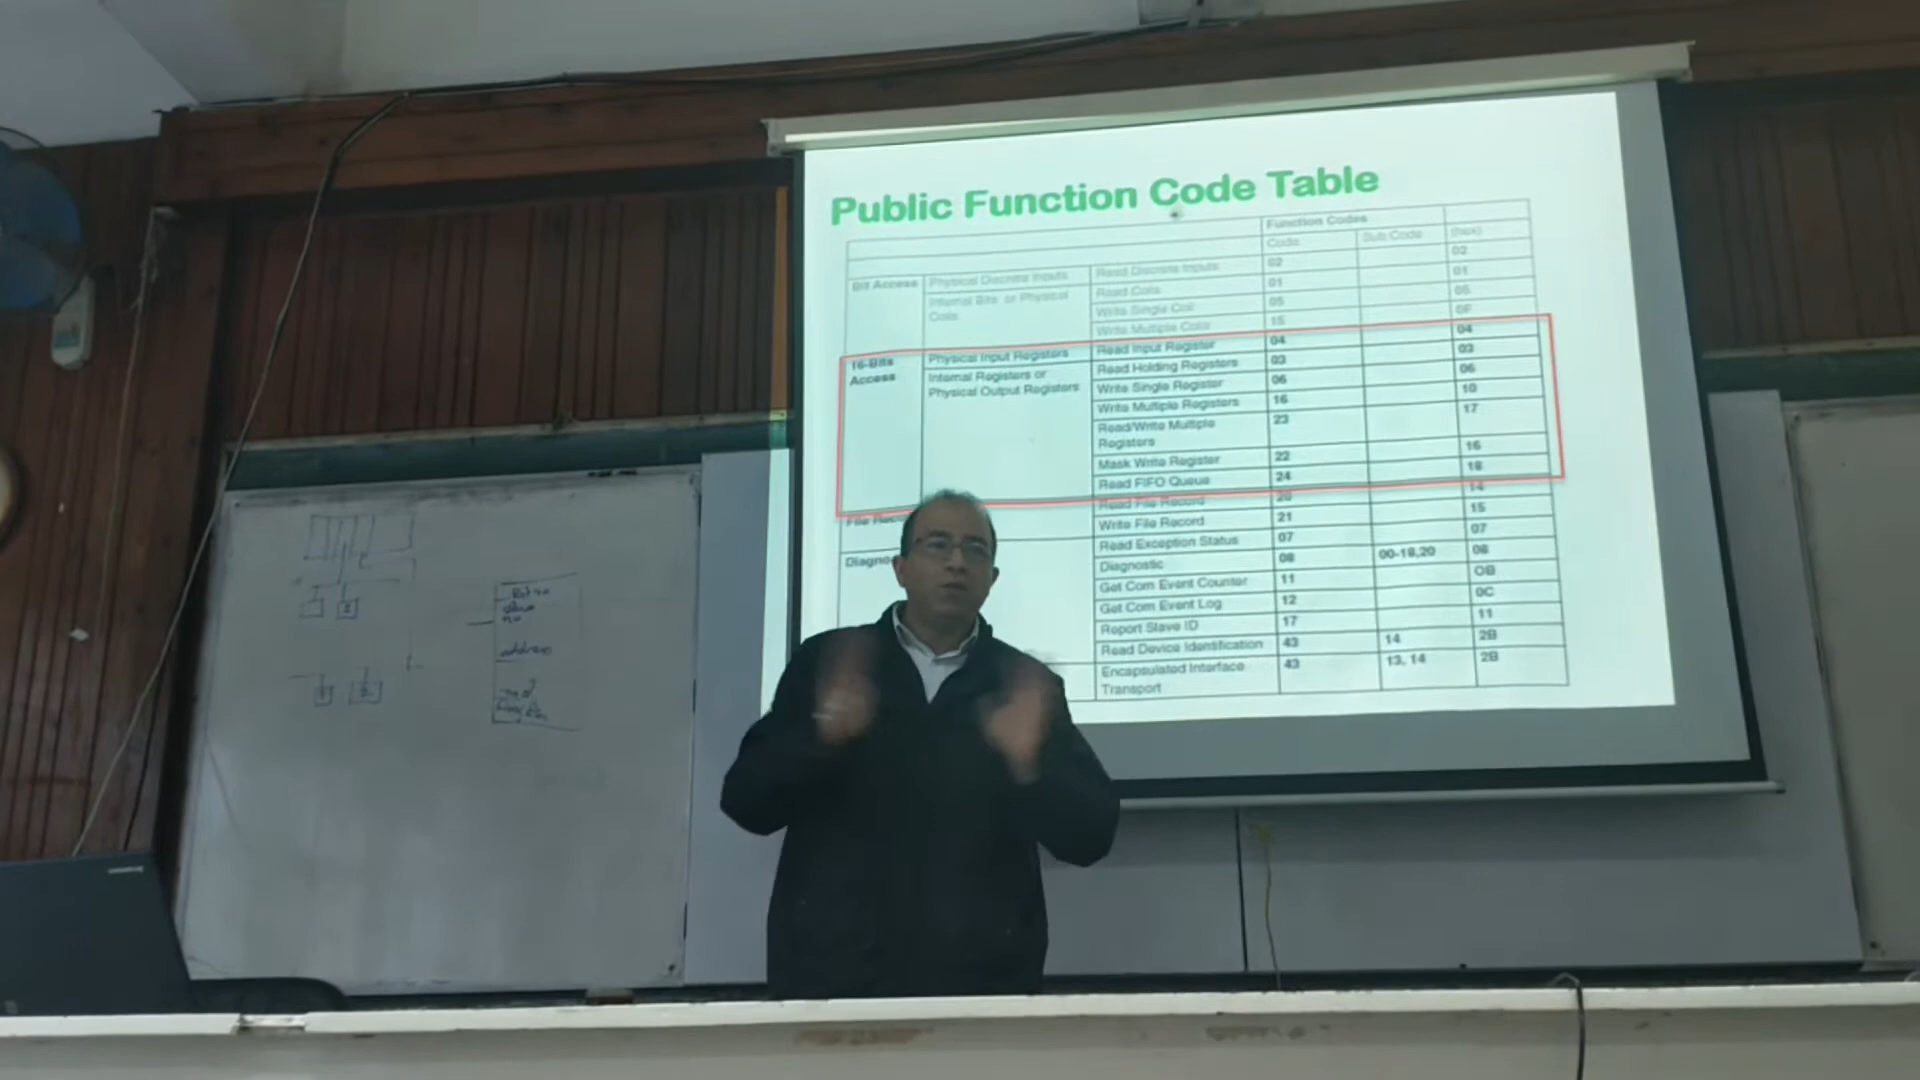 Public Function Code Table
Function Codes
Code Sub Code (hex)
Bit Access Physical Discrete Inputs Read Discrete Inputs 02 02
Internal Bits or Physical Coils Read Coils 01 01
Write Single Coil 05 05
Write Multiple Coils 15 0F
16-Bits Access Physical Input Registers Read Input Register 04 04
Internal Registers or Physical Output Registers Read Holding Registers 03 03
Write Single Register 06 06
Write Multiple Registers 16 10
Read/Write Multiple Registers 23 17
Mask Write Register 22 16
Read FIFO Queue 24 18
Read File Record 20 14
Write File Record 21 15
Read Exception Status 07 07
Diagnostic 08 00-18,20 08
Get Com Event Counter 11 0B
Get Com Event Log 12 0C
Report Slave ID 17 11
Read Device Identification 43 14 2B
Encapsulated Interface Transport 43 13, 14 2B
address